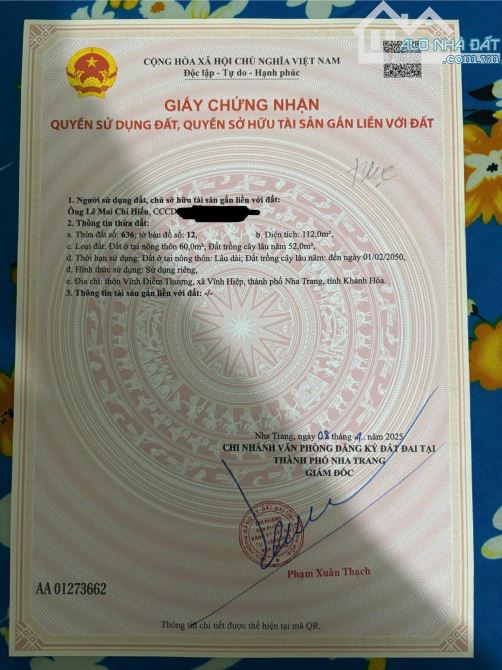 ALO NHÀ ĐẤT
.com.vn
CỘNG HÒA XÃ HỘI CHỦ NGHĨA VIỆT NAM
Độc lập - Tự do - Hạnh phúc
GIẤY CHỨNG NHẬN
QUYỀN SỬ DỤNG ĐẤT, QUYỀN SỞ HỮU TÀI SẢN GẮN LIỀN VỚI ĐẤT
1. Người sử dụng đất, chủ sở hữu tài sản gắn liền với đất:
Ông Lê Mai Chí Hiếu, CCCD
2. Thông tin thửa đất:
a. Thửa đất số: 636; tờ bản đồ số: 12, b. Diện tích: 112,0m²,
c. Loại đất: Đất ở tại nông thôn 60,0m²; Đất trồng cây lâu năm 52,0m²,
d. Thời hạn sử dụng: Đất ở tại nông thôn: Lâu dài; Đất trồng cây lâu năm: đến ngày 01/02/2050,
đ. Hình thức sử dụng: Sử dụng riêng,
e. Địa chỉ: thôn Vĩnh Điềm Thượng, xã Vĩnh Hiệp, thành phố Nha Trang, tỉnh Khánh Hòa.
3. Thông tin tài sản gắn liền với đất: -/-
Nha Trang, ngày 08 tháng 4 năm 2025
CHI NHÁNH VĂN PHÒNG ĐĂNG KÝ ĐẤT ĐAI TẠI
THÀNH PHỐ NHA TRANG
GIÁM ĐỐC
Phạm Xuân Thạch
AA 01273662
Thông tin chi tiết được thể hiện tại mã QR.